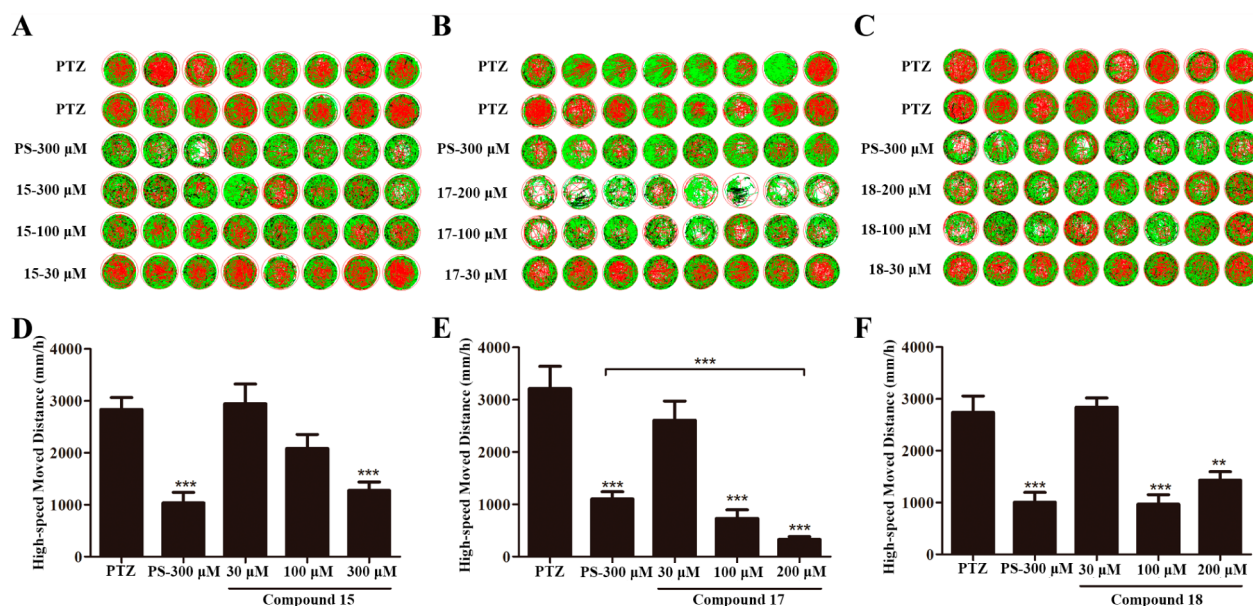 A
PTZ
PTZ
PS-300 μM
15-300 μM
15-100 μM
15-30 μM
B
PTZ
PTZ
PS-300 μM
17-200 μM
17-100 μM
17-30 μM
C
PTZ
PTZ
PS-300 μM
18-200 μM
18-100 μM
18-30 μM
D
High-speed Moved Distance (mm/h)
4000
3000
2000
1000
0
***
***
PTZ PS-300 μM 30 μM 100 μM 300 μM
Compound 15
E
High-speed Moved Distance (mm/h)
4000
3000
2000
1000
0
***
***
***
***
PTZ PS-300 μM 30 μM 100 μM 200 μM
Compound 17
F
High-speed Moved Distance (mm/h)
4000
3000
2000
1000
0
***
***
**
PTZ PS-300 μM 30 μM 100 μM 200 μM
Compound 18